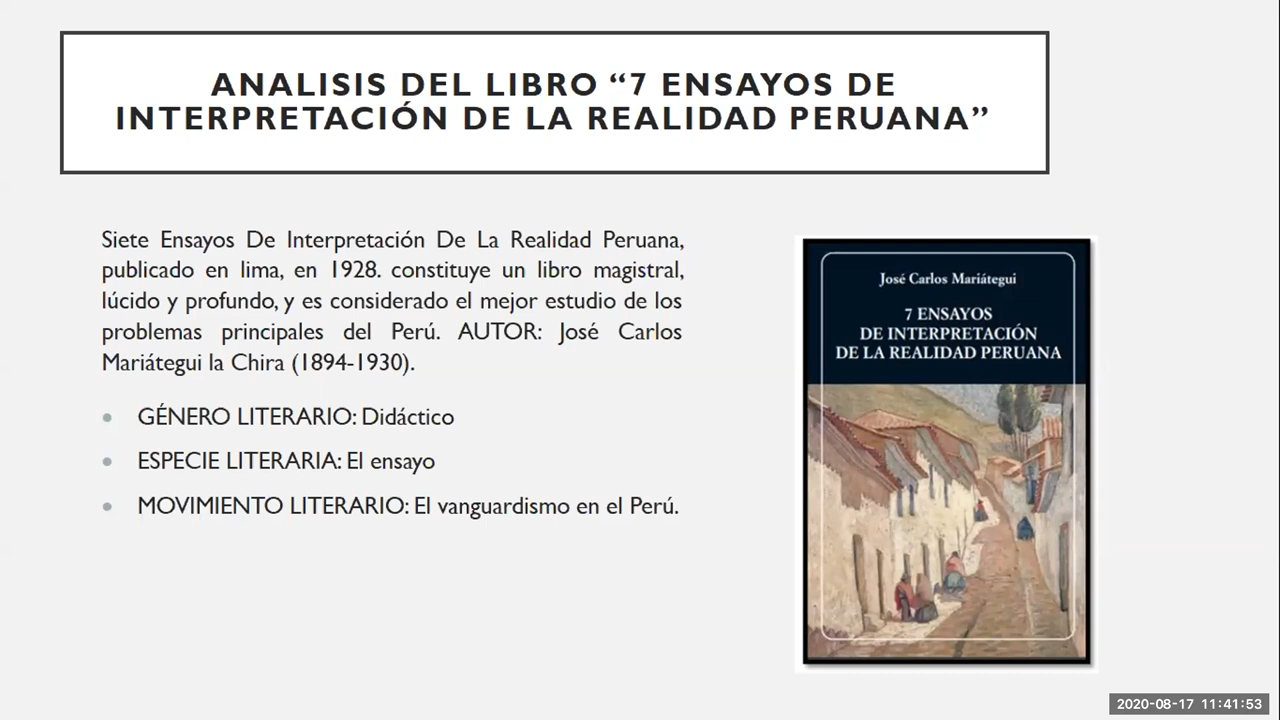 ANALISIS DEL LIBRO “7 ENSAYOS DE
INTERPRETACIÓN DE LA REALIDAD PERUANA”
Siete Ensayos De Interpretación De La Realidad Peruana,
publicado en lima, en 1928. constituye un libro magistral,
lúcido y profundo, y es considerado el mejor estudio de los
problemas principales del Perú. AUTOR: José Carlos
Mariátegui la Chira (1894-1930).
• GÉNERO LITERARIO: Didáctico
• ESPECIE LITERARIA: El ensayo
• MOVIMIENTO LITERARIO: El vanguardismo en el Perú.
José Carlos Mariátegui
7 ENSAYOS
DE INTERPRETACIÓN
DE LA REALIDAD PERUANA
2020-08-17 11:41:53